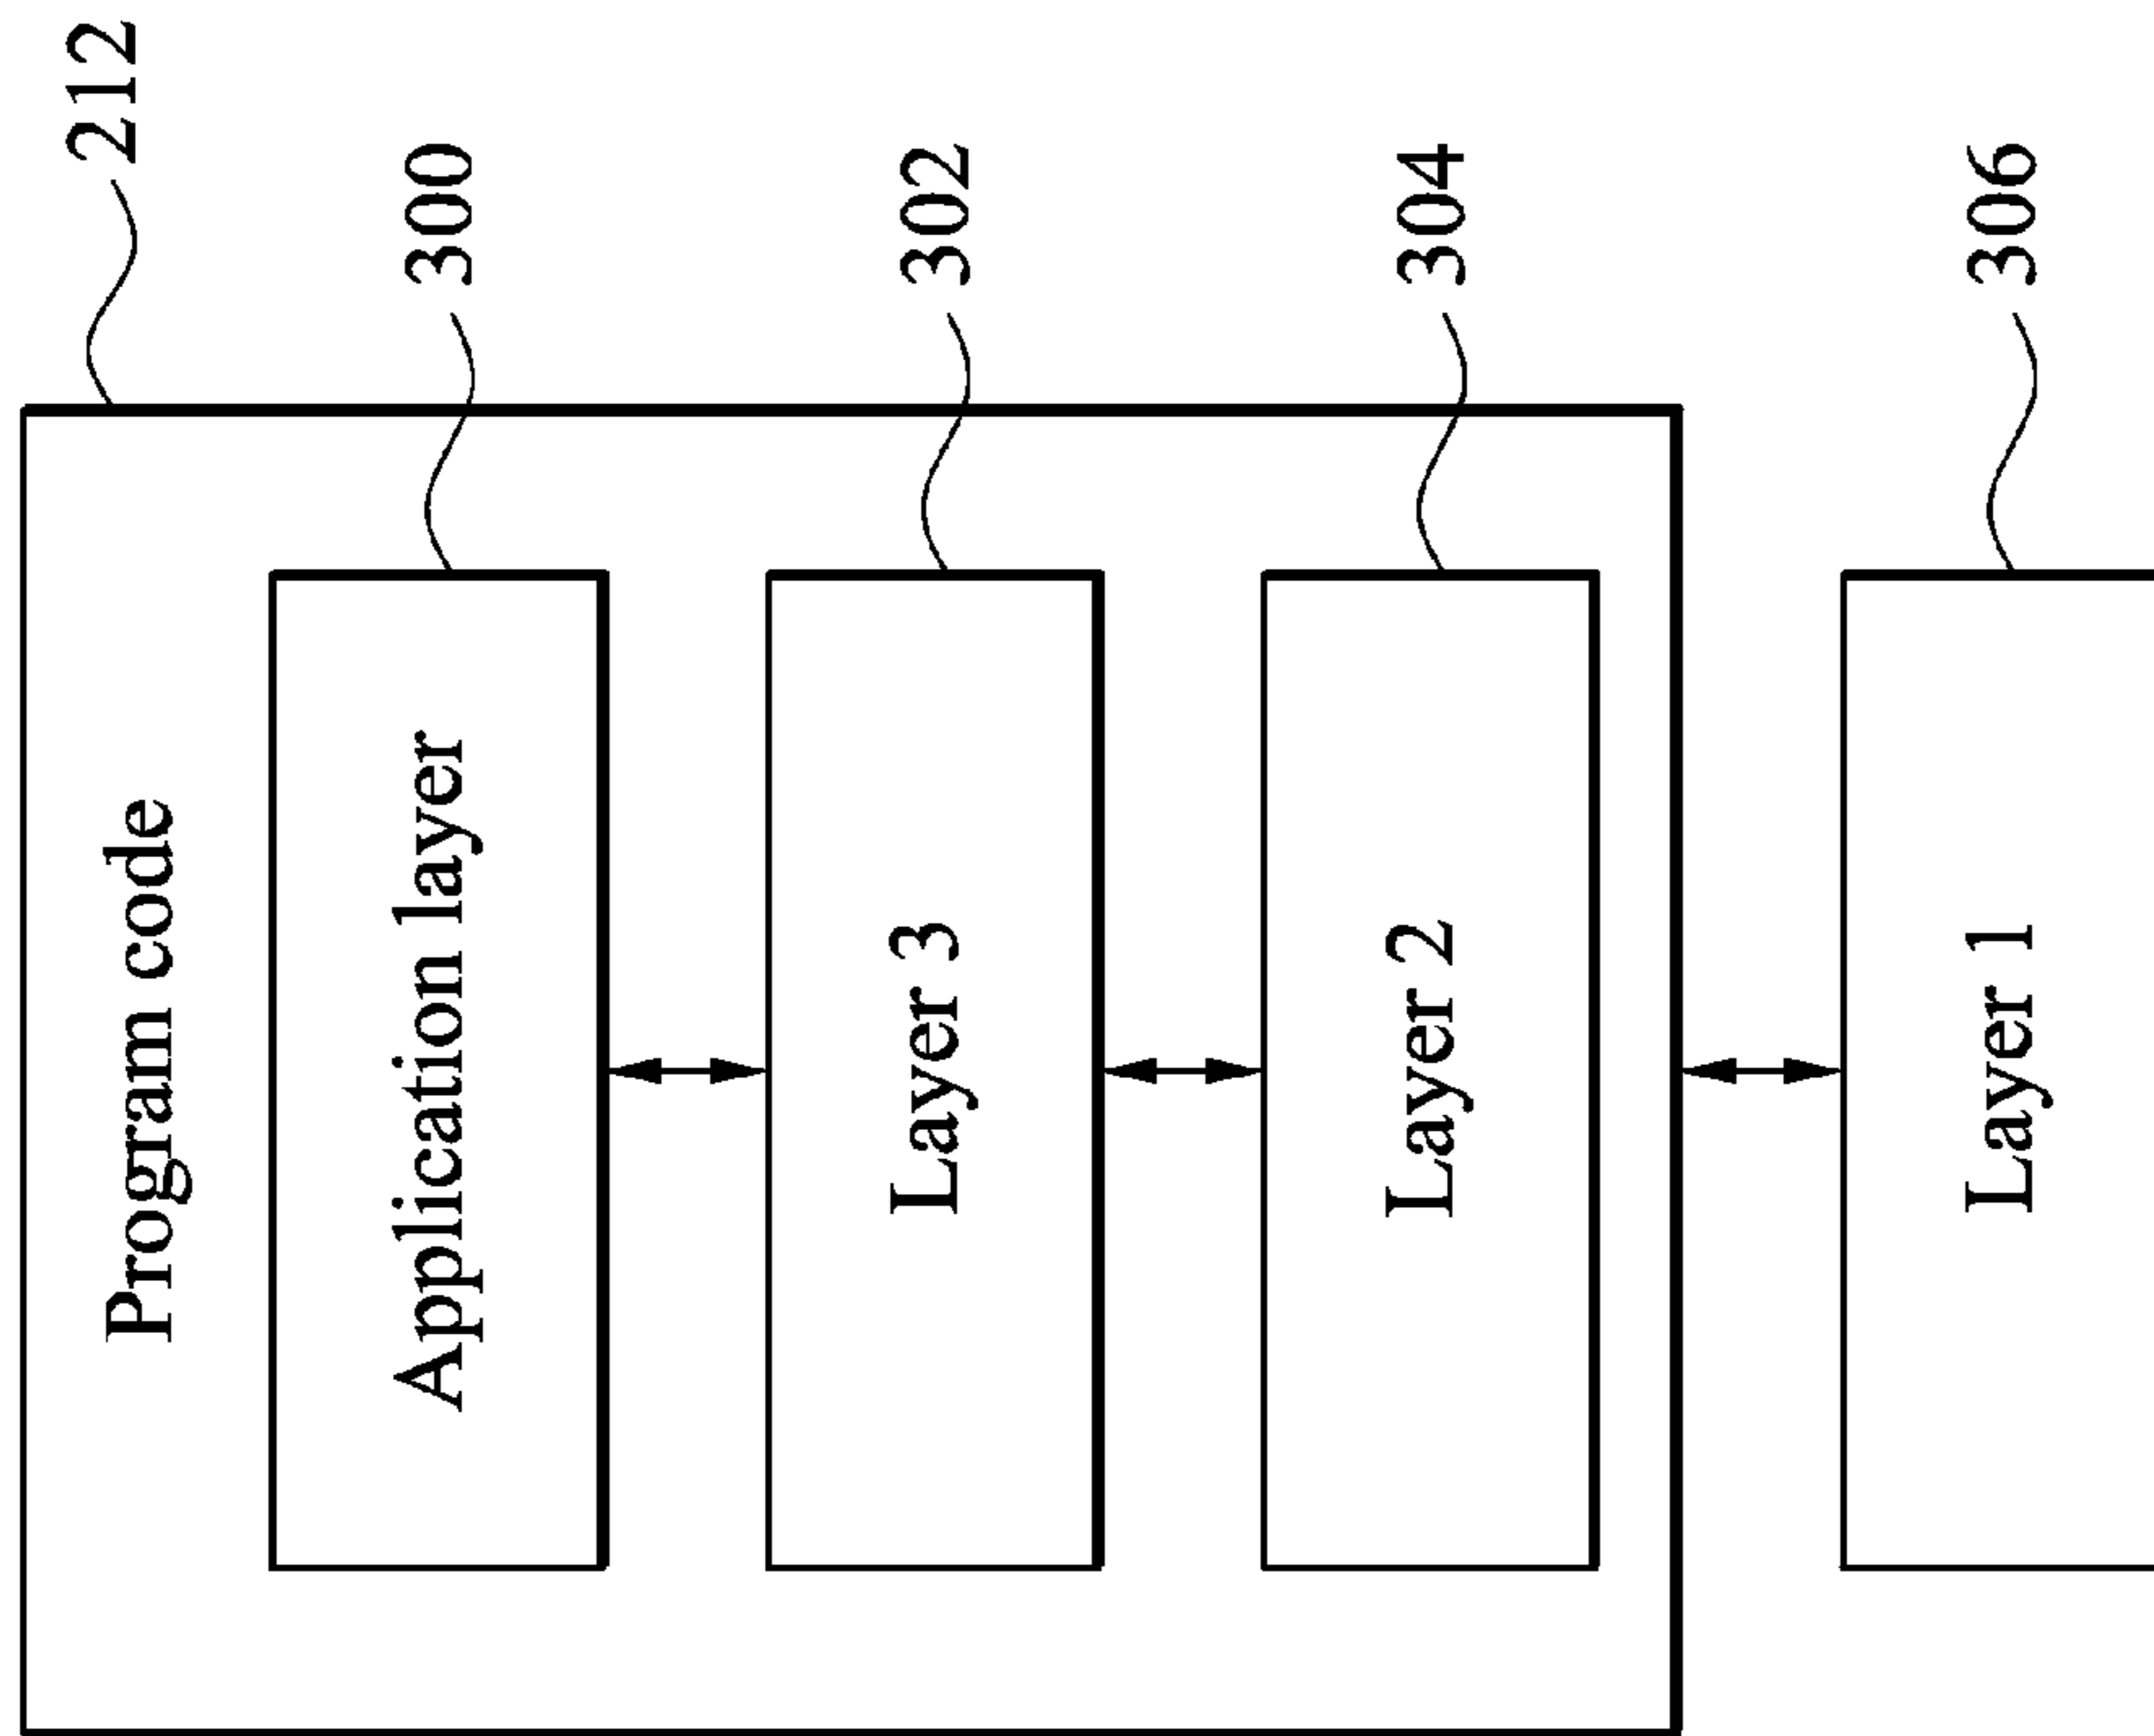 212
Program code
300
Application layer
302
Layer 3
304
Layer 2
306
Layer 1